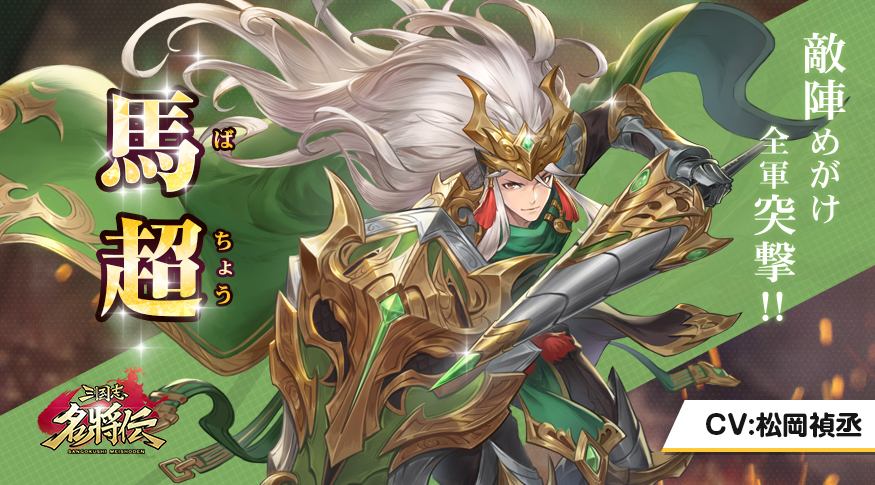 馬超
ばちょう
敵陣めがけ
全軍突撃!!
三国志
名将伝
SANGOKUSHI MEISHODEN
CV:松岡禎丞